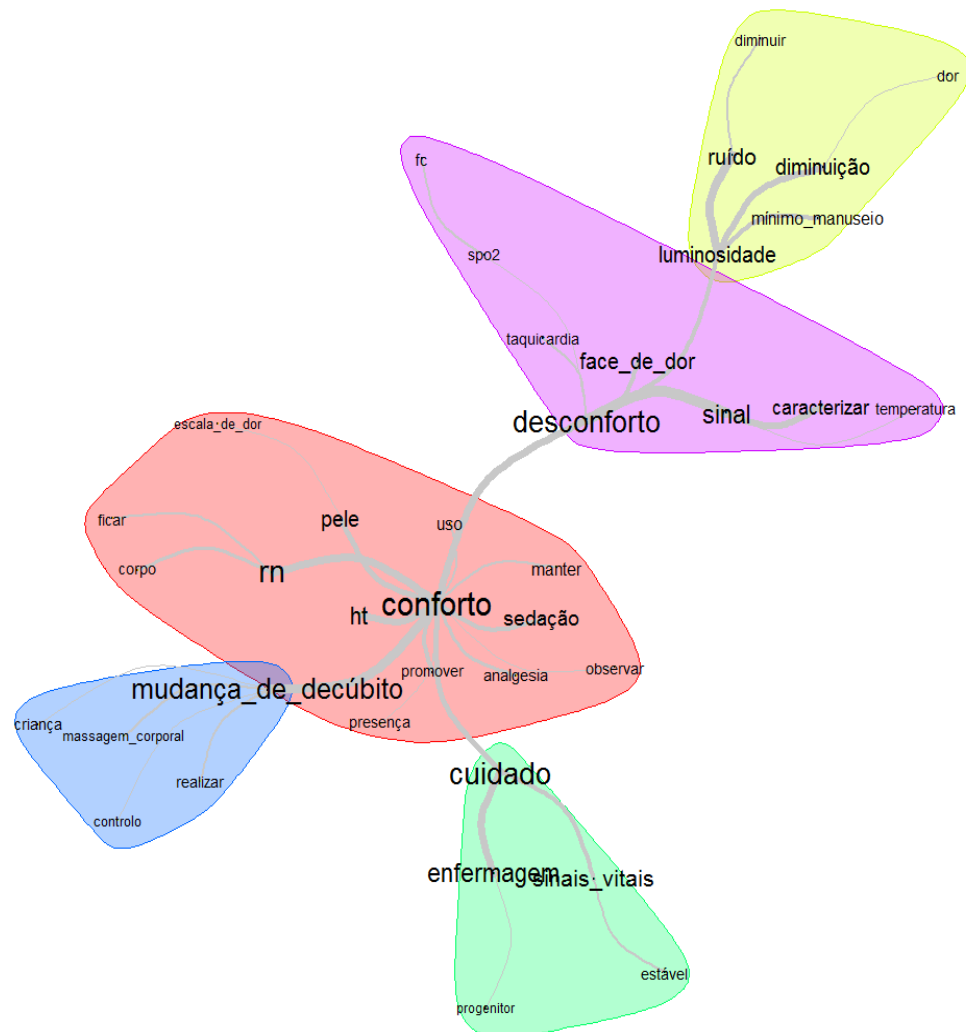 diminuir
dor
ruído
diminuição
fc
mínimo_manuseio
spo2
luminosidade
taquicardia
face_de_dor
desconforto
sinal
caracterizar
temperatura
escala_de_dor
ficar
pele
uso
corpo
rn
manter
conforto
ht
sedação
promover
analgesia
observar
mudança_de_decúbito
criança
massagem_corporal
presença
realizar
cuidado
controlo
enfermagem
sinais_vitais
estável
progenitor